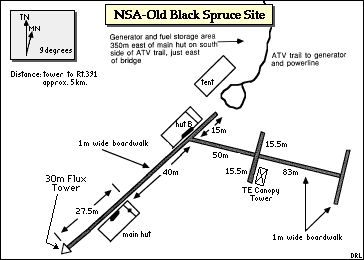 NSA-Old Black Spruce Site
TN
MN
9 degrees
Distance: tower to Rt.391
approx. 5km.
Generator and fuel storage area
350m east of main hut on south
side of ATV trail, just east
of bridge
ATV trail to generator
and powerline
tent
hut B
15m
1m wide boardwalk
50m
15.5m
15.5m
83m
40m
TE Canopy
Tower
30m Flux
Tower
27.5m
main hut
1m wide boardwalk
DRL